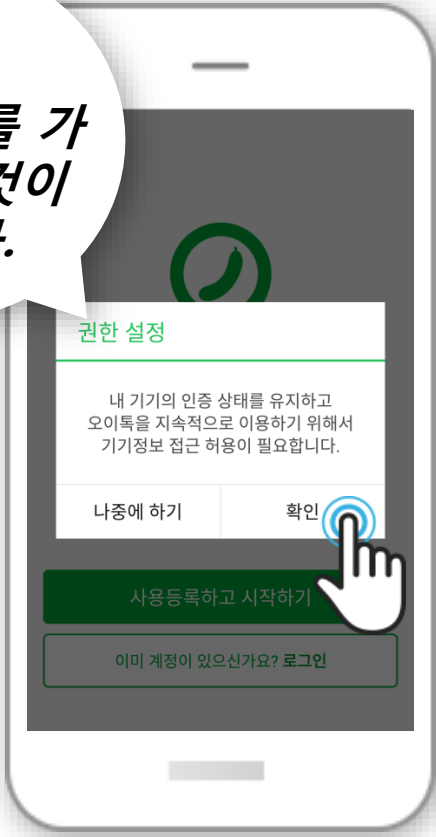 를 가
것이
.
권한 설정
내 기기의 인증 상태를 유지하고
오이톡을 지속적으로 이용하기 위해서
기기정보 접근 허용이 필요합니다.
나중에 하기
확인
사용등록하고 시작하기
이미 계정이 있으신가요? 로그인